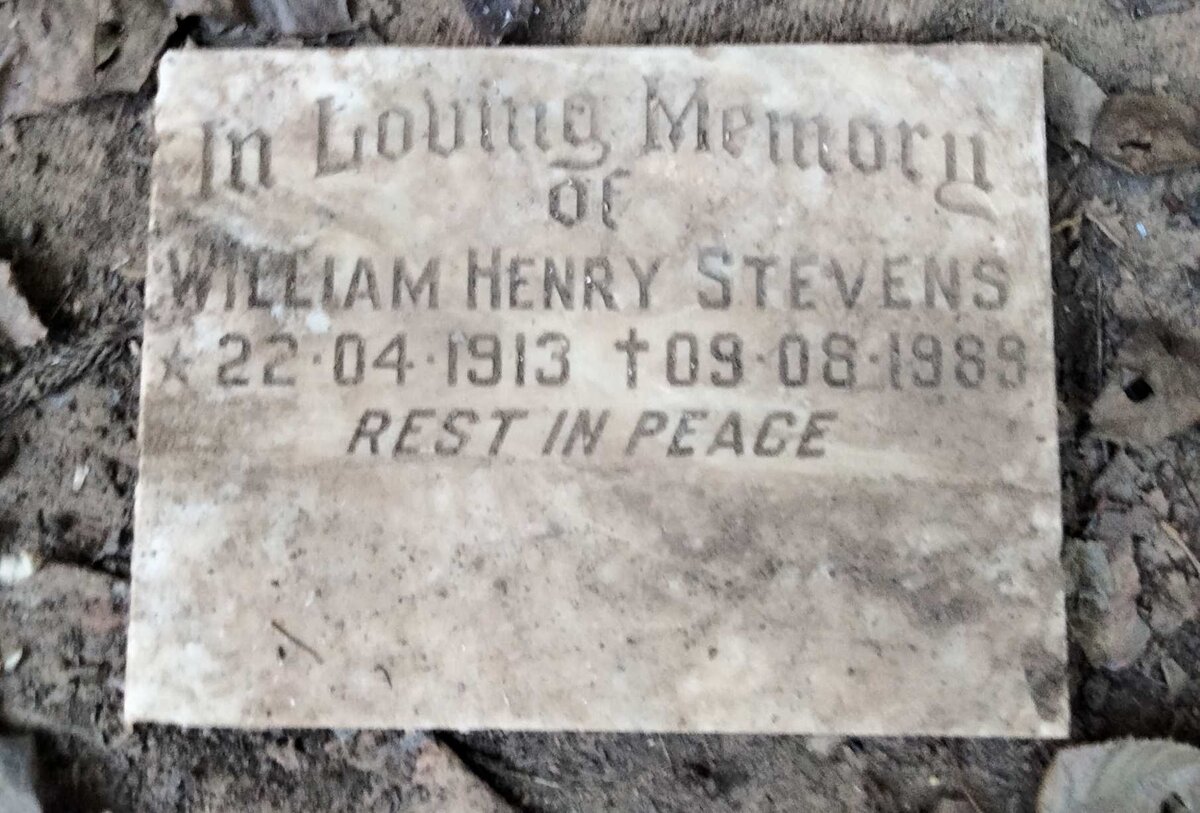 In Loving Memory
of
WILLIAM HENRY STEVENS
★ 22·04·1913 ✝ 09·08·1989
REST IN PEACE